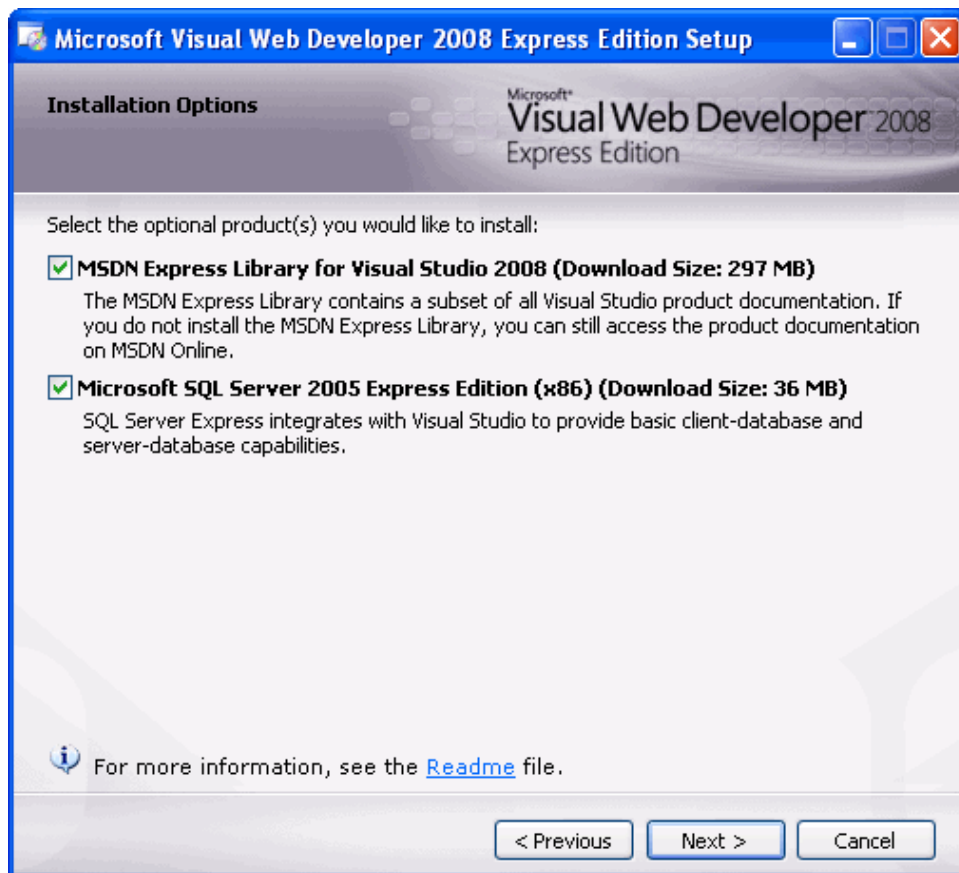 Microsoft Visual Web Developer 2008 Express Edition Setup
Installation Options
Microsoft®
Visual Web Developer 2008
Express Edition
Select the optional product(s) you would like to install:
MSDN Express Library for Visual Studio 2008 (Download Size: 297 MB)
The MSDN Express Library contains a subset of all Visual Studio product documentation. If
you do not install the MSDN Express Library, you can still access the product documentation
on MSDN Online.
Microsoft SQL Server 2005 Express Edition (x86) (Download Size: 36 MB)
SQL Server Express integrates with Visual Studio to provide basic client-database and
server-database capabilities.
For more information, see the Readme file.
< Previous
Next >
Cancel